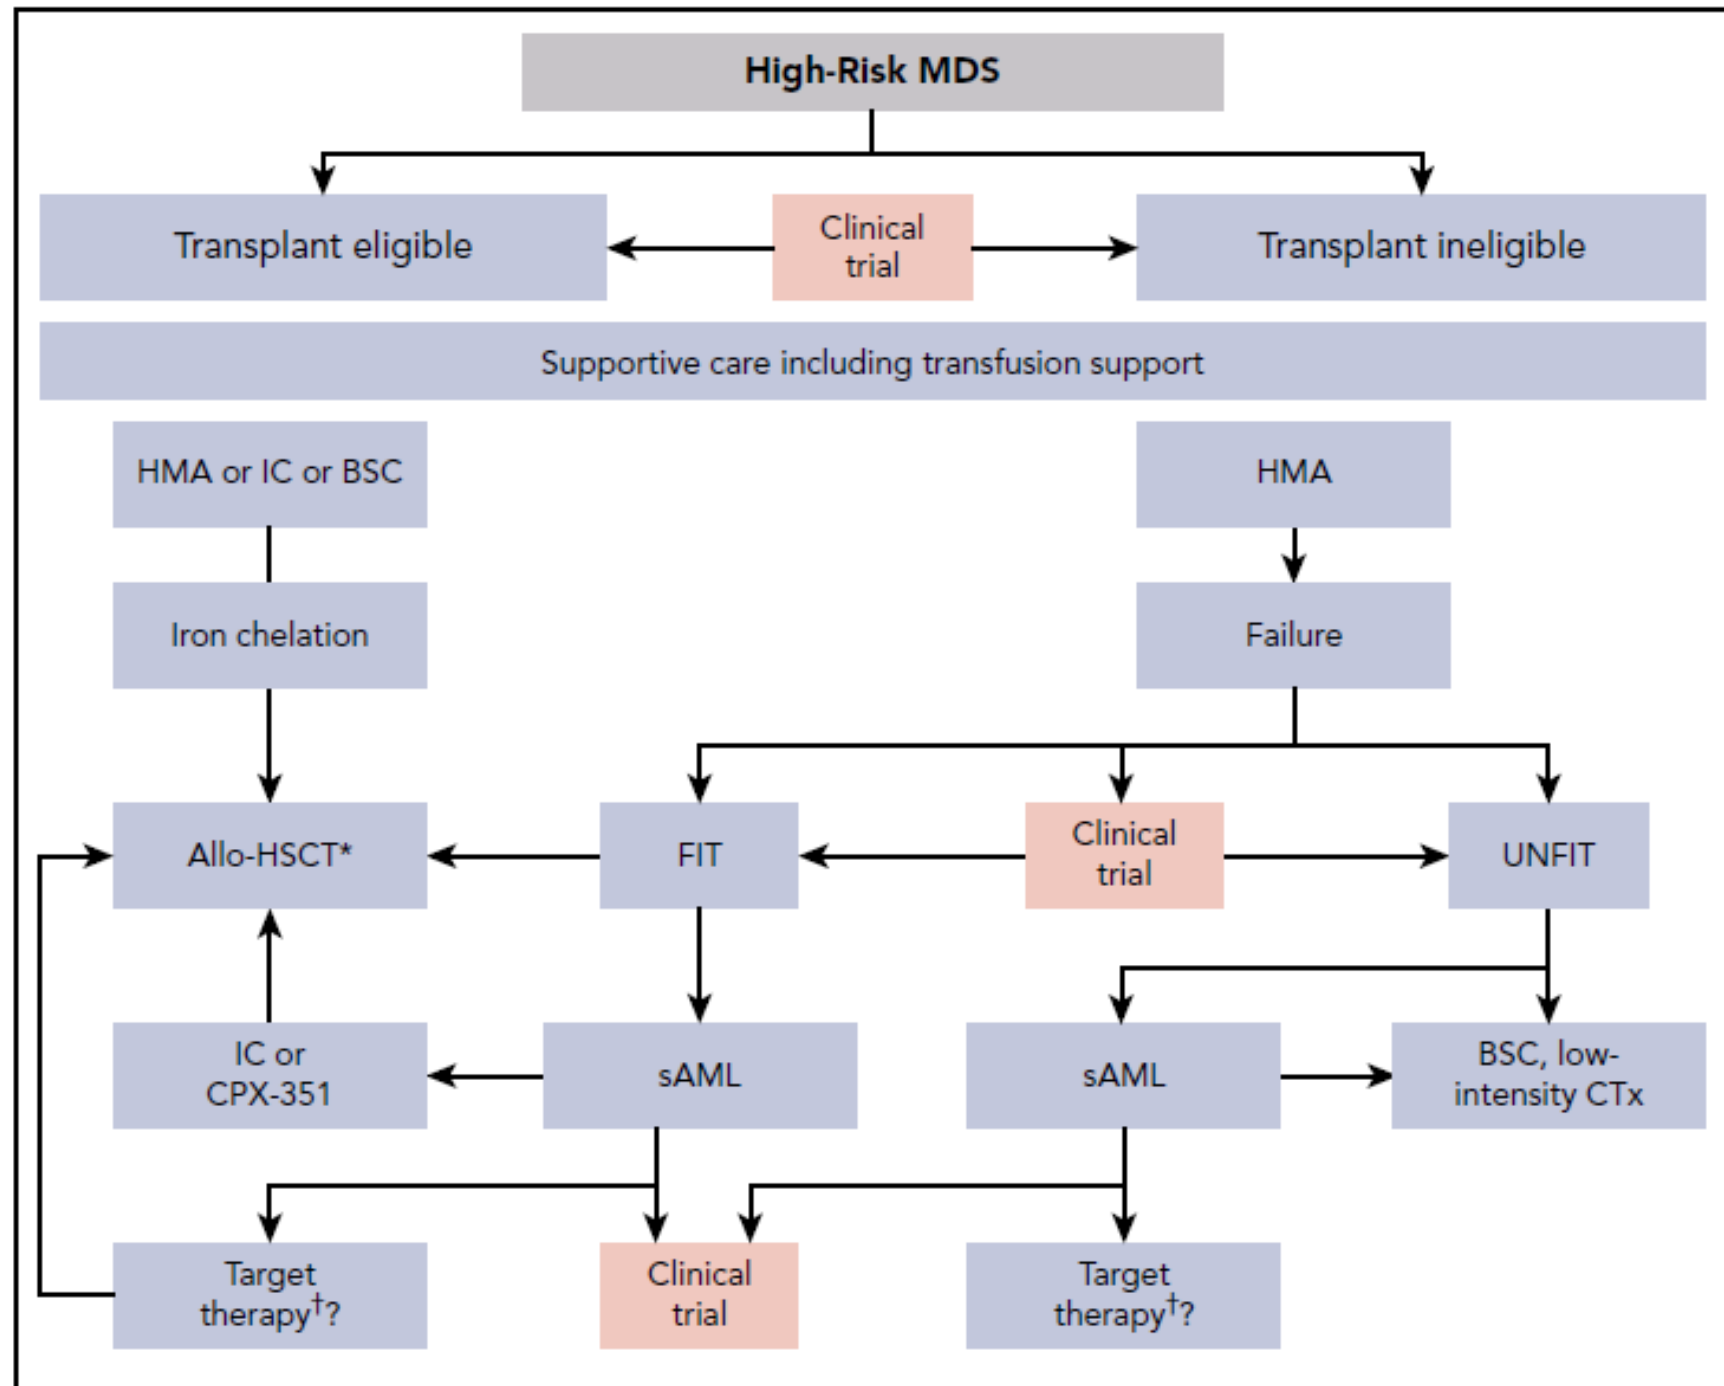 High-Risk MDS
Transplant eligible
Clinical
trial
Transplant ineligible
Supportive care including transfusion support
HMA or IC or BSC
HMA
Iron chelation
Failure
Allo-HSCT*
FIT
Clinical
trial
UNFIT
IC or
CPX-351
sAML
sAML
BSC, low-
intensity CTx
Target
therapy†?
Clinical
trial
Target
therapy†?